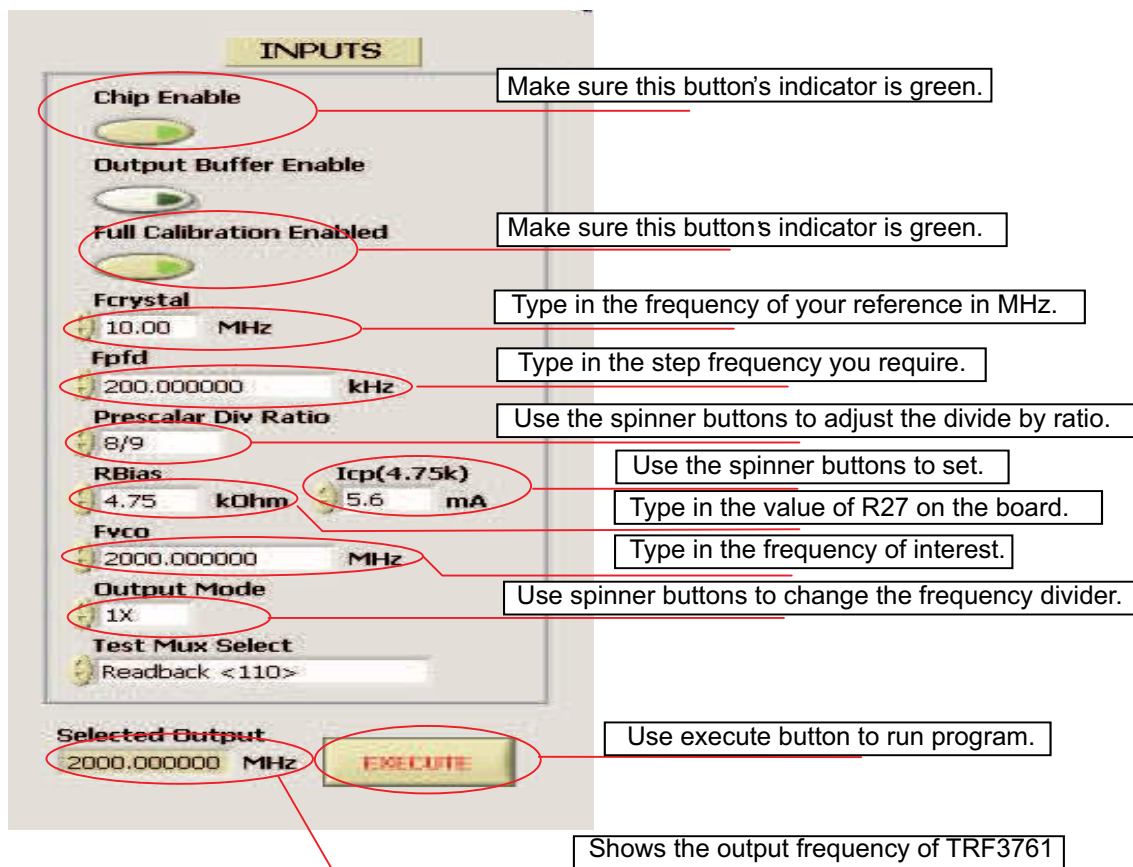 INPUTS
Chip Enable
Make sure this button's indicator is green.
Output Buffer Enable
Full Calibration Enabled
Make sure this button's indicator is green.
Fcrystal
10.00 MHz
Type in the frequency of your reference in MHz.
Fpfd
200.000000 kHz
Type in the step frequency you require.
Prescalar Div Ratio
8/9
Use the spinner buttons to adjust the divide by ratio.
RBias
4.75 kOhm
Icp(4.75k)
5.6 mA
Use the spinner buttons to set.
Type in the value of R27 on the board.
Fvco
2000.000000 MHz
Type in the frequency of interest.
Output Mode
1X
Use spinner buttons to change the frequency divider.
Test Mux Select
Readback <110>
Selected Output
2000.000000 MHz
EXECUTE
Use execute button to run program.
Shows the output frequency of TRF3761